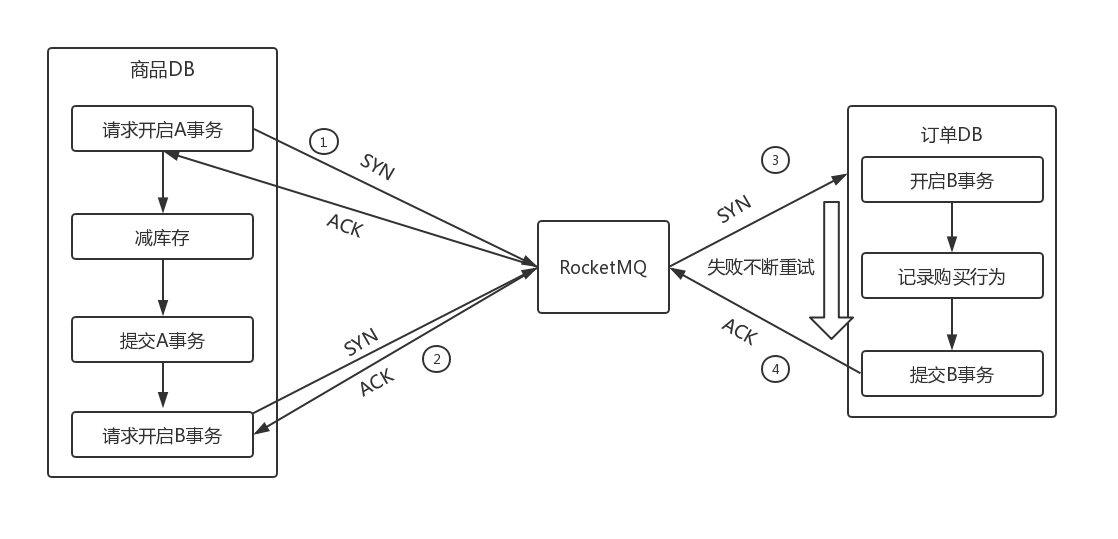 商品DB
请求开启A事务
减库存
提交A事务
请求开启B事务
1
SYN
ACK
SYN
ACK
2
RocketMQ
3
SYN
失败不断重试
ACK
4
订单DB
开启B事务
记录购买行为
提交B事务